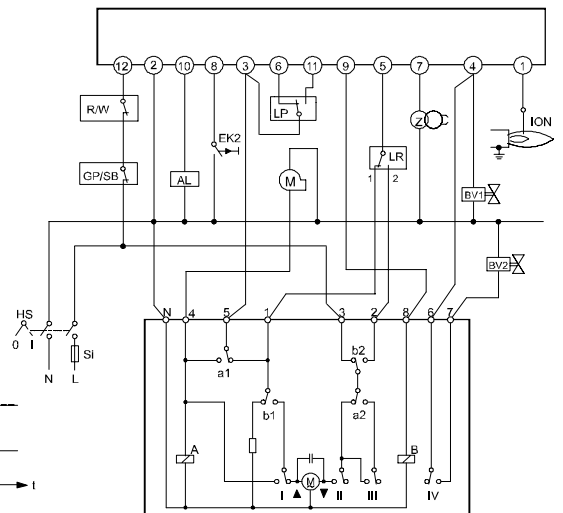 12 2 10 8 3 6 11 9 5 7 4 1
R/W
LP
EK2
Z
ION
GP/SB
AL
M
LR
1 2
BV1
BV2
HS
0 I
Si
N L
N 4 5 1 3 2 8 6 7
a1
b2
b1
a2
A
B
M
I II III IV
t